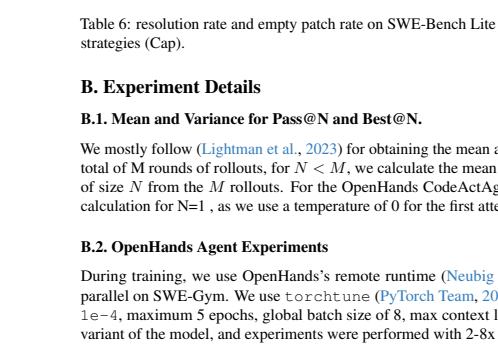 Table 6: resolution rate and empty patch rate on SWE-Bench Lite
strategies (Cap).
B. Experiment Details
B.1. Mean and Variance for Pass@N and Best@N.
We mostly follow (Lightman et al., 2023) for obtaining the mean a
total of M rounds of rollouts, for N < M, we calculate the mean
of size N from the M rollouts. For the OpenHands CodeActAg
calculation for N=1 , as we use a temperature of 0 for the first atte
B.2. OpenHands Agent Experiments
During training, we use OpenHands's remote runtime (Neubig
parallel on SWE-Gym. We use torchtune (PyTorch Team, 20
1e-4, maximum 5 epochs, global batch size of 8, max context l
variant of the model, and experiments were performed with 2-8x